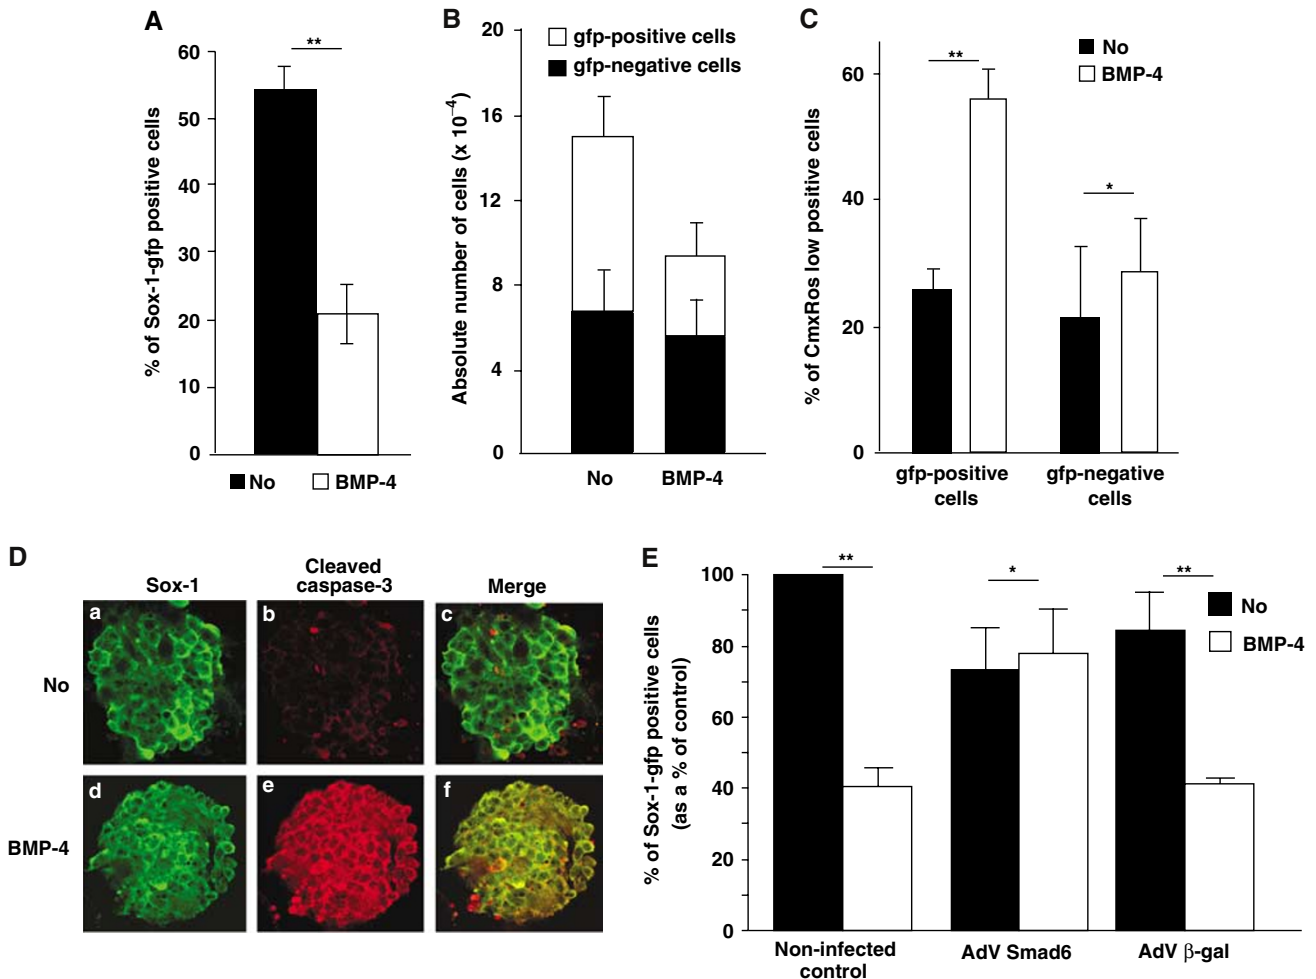 A
60
50
40
30
20
10
0
% of Sox-1-gfp positive cells
**
No
BMP-4
B
20
16
12
8
4
0
Absolute number of cells (x 10⁻⁴)
gfp-positive cells
gfp-negative cells
No
BMP-4
C
60
40
20
0
% of CmxRos low positive cells
**
*
No
BMP-4
gfp-positive
cells
gfp-negative
cells
D
Sox-1
Cleaved
caspase-3
Merge
No
a
b
c
BMP-4
d
e
f
E
100
80
60
40
20
0
% of Sox-1-gfp positive cells
(as a % of control)
**
*
**
No
BMP-4
Non-infected
control
AdV Smad6
AdV β-gal